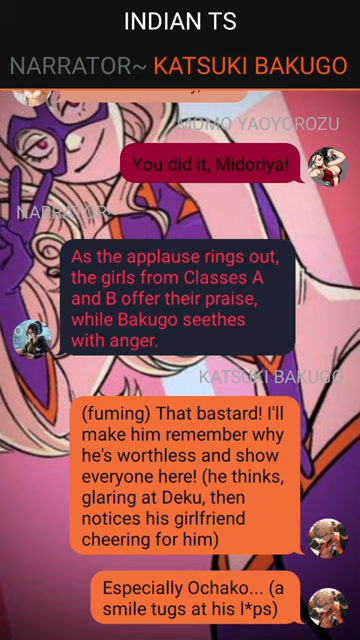 INDIAN TS
NARRATOR~ KATSUKI BAKUGO
MOMO YAOYOROZU
You did it, Midoriya!
NARRATOR~
As the applause rings out,
the girls from Classes A
and B offer their praise,
while Bakugo seethes
with anger.
KATSUKI BAKUGO
(fuming) That bastard! I'll
make him remember why
he's worthless and show
everyone here! (he thinks,
glaring at Deku, then
notices his girlfriend
cheering for him)
Especially Ochako... (a
smile tugs at his l*ps)